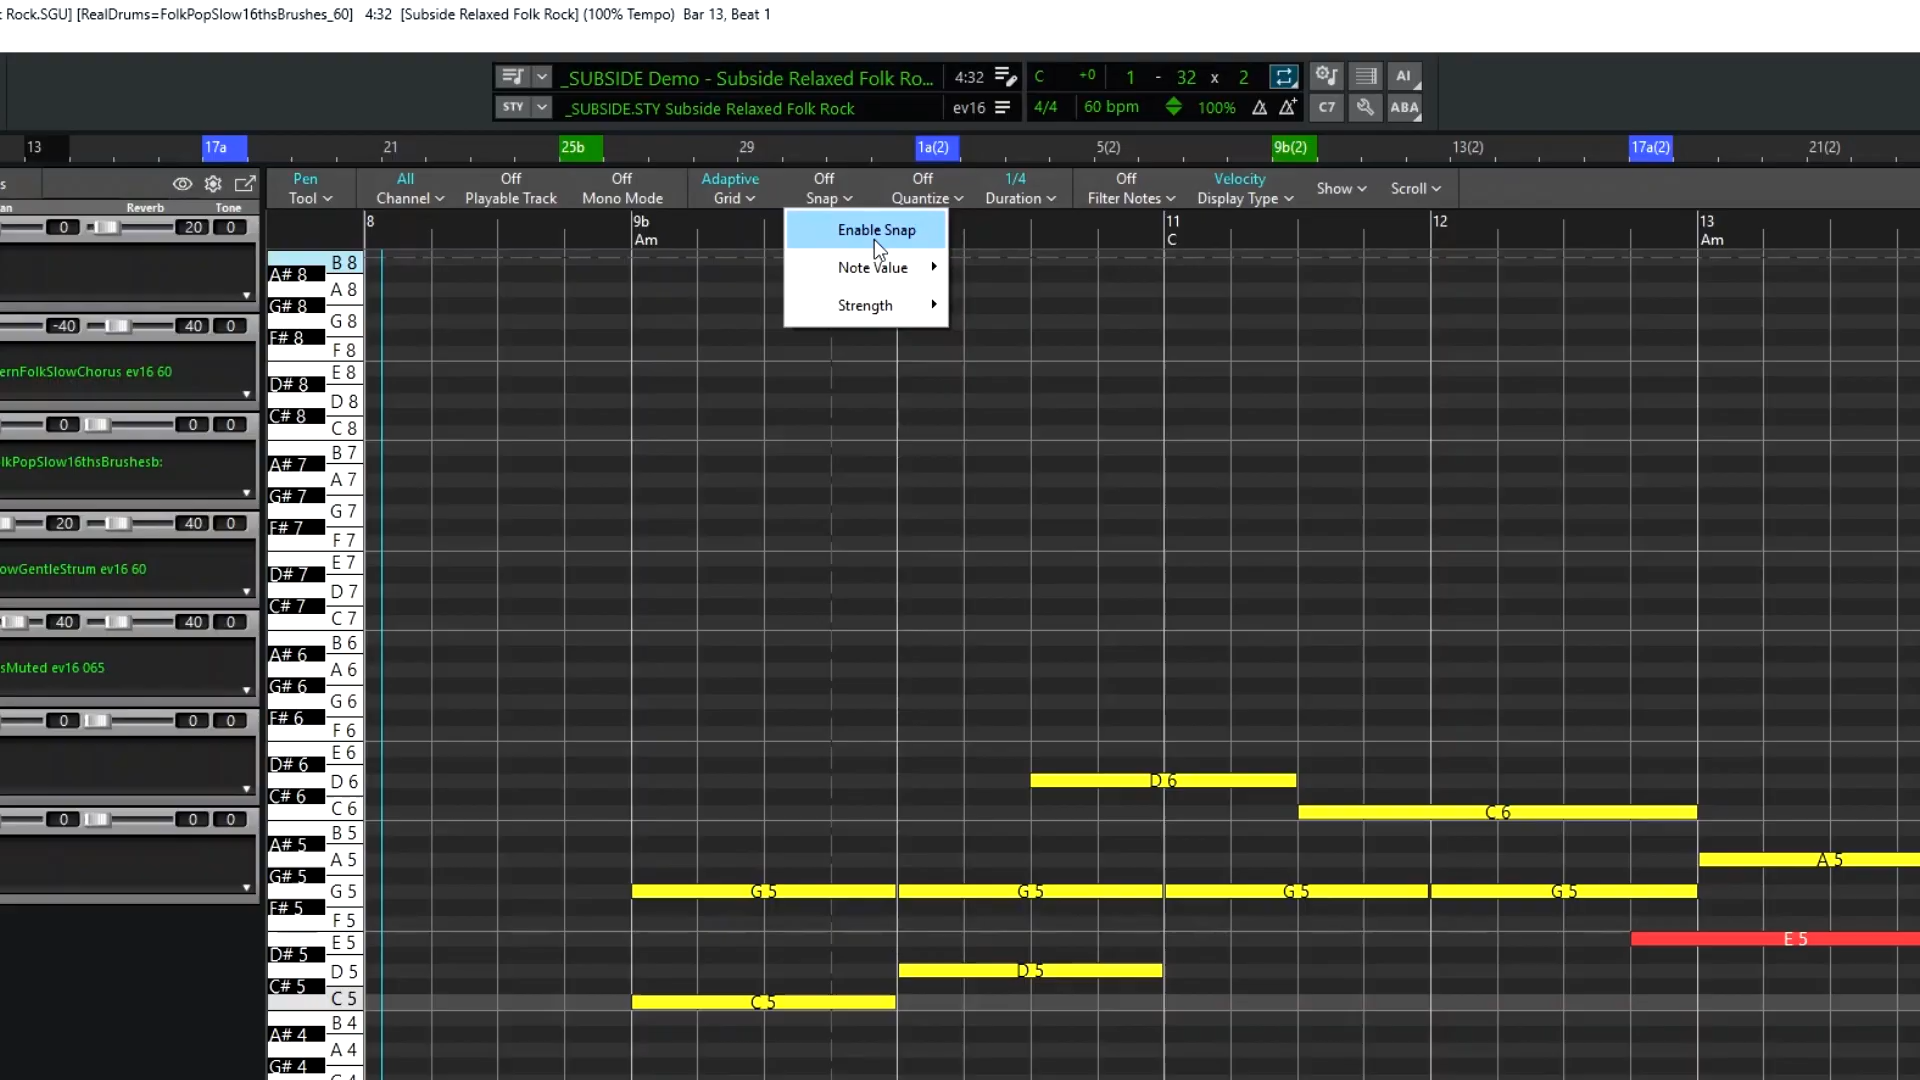 : Rock.SGU] [RealDrums=FolkPopSlow16thsBrushes_60] 4:32 [Subside Relaxed Folk Rock] (100% Tempo) Bar 13, Beat 1
_SUBSIDE Demo - Subside Relaxed Folk Ro... 4:32 C +0 1 - 32 x 2 AI
STY _SUBSIDE.STY Subside Relaxed Folk Rock ev16 4/4 60 bpm 100% C7 ABA
13 17a 21 25b 29 1a(2) 5(2) 9b(2) 13(2) 17a(2) 21(2)
s Pen All Off Off Adaptive Off Off 1/4 Off Velocity
Tool Channel Playable Track Mono Mode Grid Snap Quantize Duration Filter Notes Display Type Show Scroll
an Reverb Tone
0 20 0
-40 40 0
ernFolkSlowChorus ev16 60
0 0 0
lkPopSlow16thsBrushesb:
20 40 0
owGentleStrum ev16 60
40 40 0
sMuted ev16 065
0 0 0
0 0 0
8 9b 11 12 13
Am C Am
Enable Snap
Note Value
Strength
B 8
A# 8
A 8
G# 8
G 8
F# 8
F 8
E 8
D# 8
D 8
C# 8
C 8
B 7
A# 7
A 7
G# 7
G 7
F# 7
F 7
E 7
D# 7
D 7
C# 7
C 7
B 6
A# 6
A 6
G# 6
G 6
F# 6
F 6
E 6
D# 6
D 6 D 6
C# 6
C 6 C 6
B 5
A# 5
A 5 A 5
G# 5
G 5 G 5 G 5 G 5 G 5
F# 5
F 5
E 5 E 5
D# 5
D 5 D 5
C# 5
C 5 C 5
B 4
A# 4
A 4
G# 4
G 4